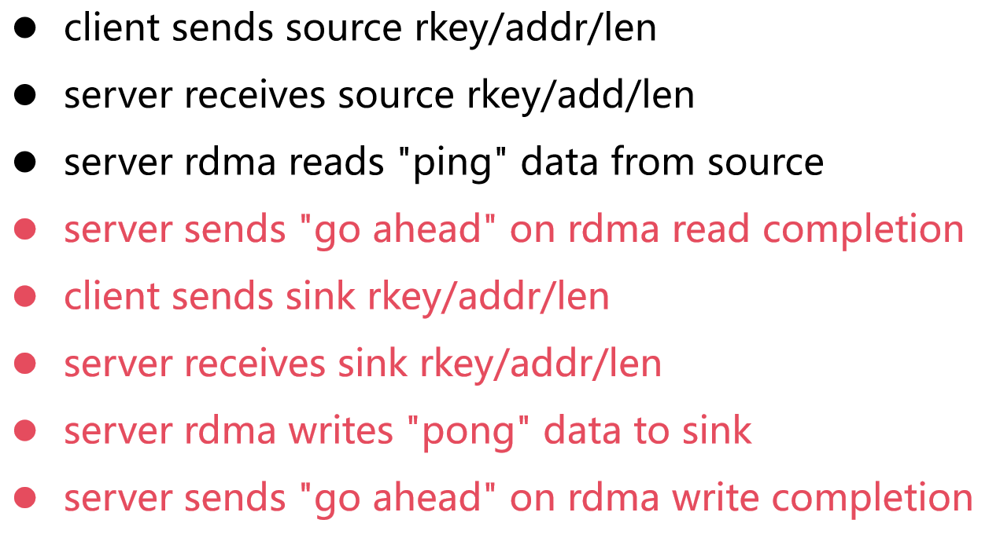 ● client sends source rkey/addr/len
● server receives source rkey/add/len
● server rdma reads "ping" data from source
● server sends "go ahead" on rdma read completion
● client sends sink rkey/addr/len
● server receives sink rkey/addr/len
● server rdma writes "pong" data to sink
● server sends "go ahead" on rdma write completion